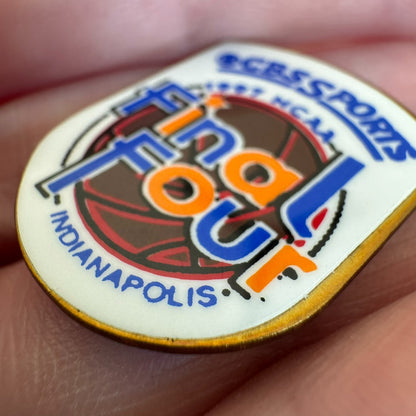 CBS SPORTS
1997 NCAA
Final
Four
INDIANAPOLIS